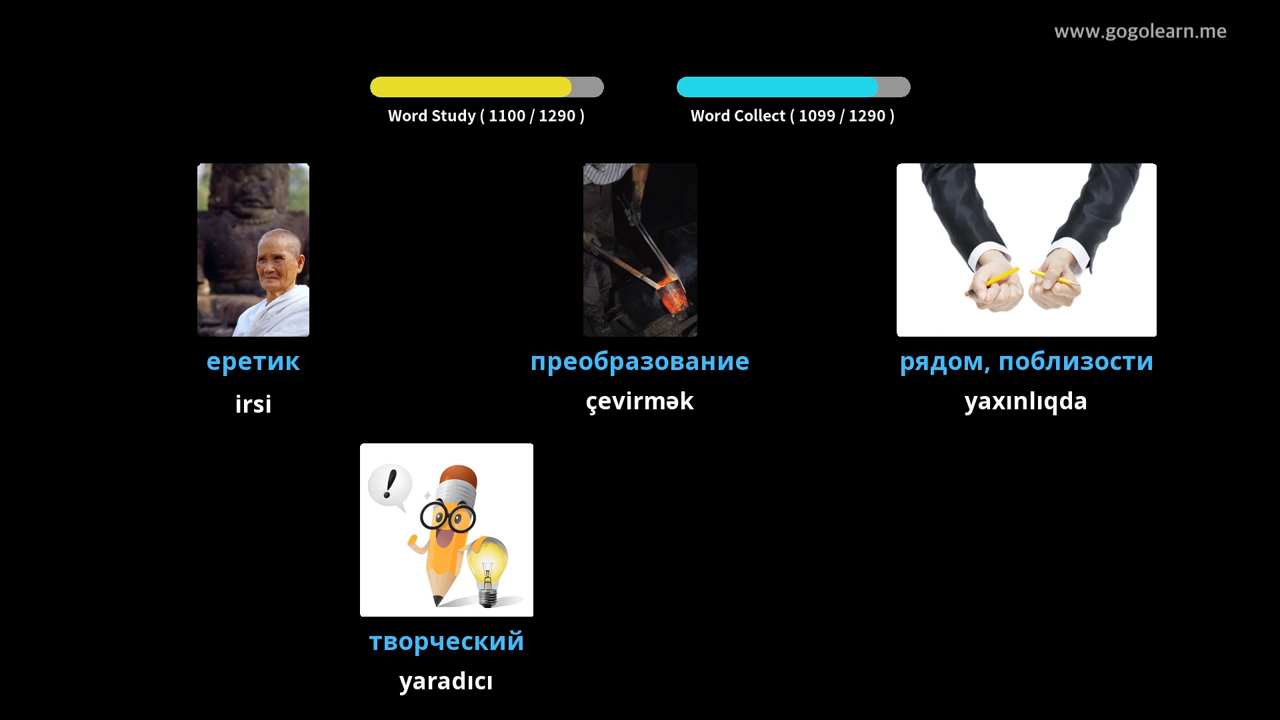 www.gogolearn.me
Word Study ( 1100 / 1290 )
Word Collect ( 1099 / 1290 )
еретик
irsi
преобразование
çevirmək
рядом, поблизости
yaxınlıqda
!
творческий
yaradıcı